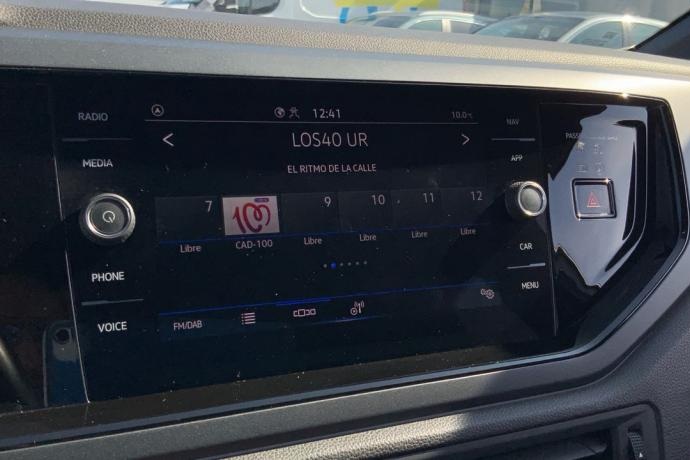 RADIO
12:41
10.0°C
NAV
LOS40 UR
MEDIA
APP
EL RITMO DE LA CALLE
7
100
9
10
11
12
Libre
CAD-100
Libre
Libre
Libre
Libre
CAR
PHONE
MENU
VOICE
FM/DAB